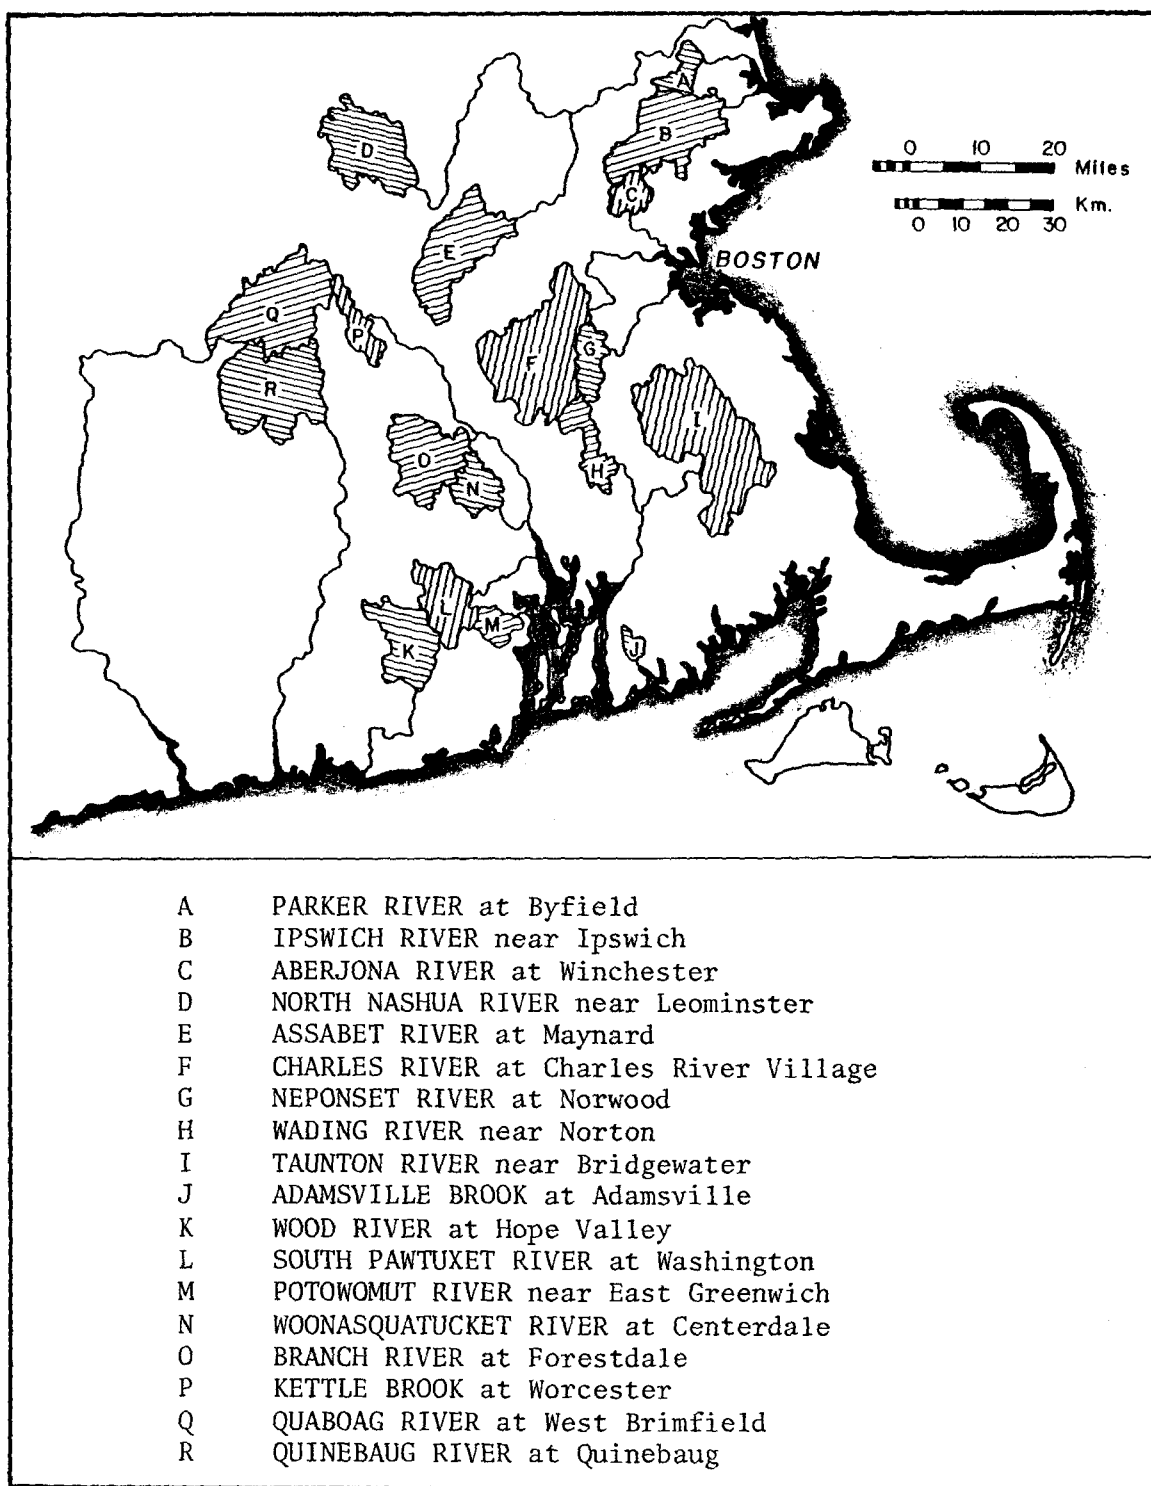 A
B
D
C
0 10 20
Miles
Km.
0 10 20 30
E
BOSTON
Q
P
F
G
R
I
O
H
N
L
M
K
J
A PARKER RIVER at Byfield
B IPSWICH RIVER near Ipswich
C ABERJONA RIVER at Winchester
D NORTH NASHUA RIVER near Leominster
E ASSABET RIVER at Maynard
F CHARLES RIVER at Charles River Village
G NEPONSET RIVER at Norwood
H WADING RIVER near Norton
I TAUNTON RIVER near Bridgewater
J ADAMSVILLE BROOK at Adamsville
K WOOD RIVER at Hope Valley
L SOUTH PAWTUXET RIVER at Washington
M POTOWOMUT RIVER near East Greenwich
N WOONASQUATUCKET RIVER at Centerdale
O BRANCH RIVER at Forestdale
P KETTLE BROOK at Worcester
Q QUABOAG RIVER at West Brimfield
R QUINEBAUG RIVER at Quinebaug